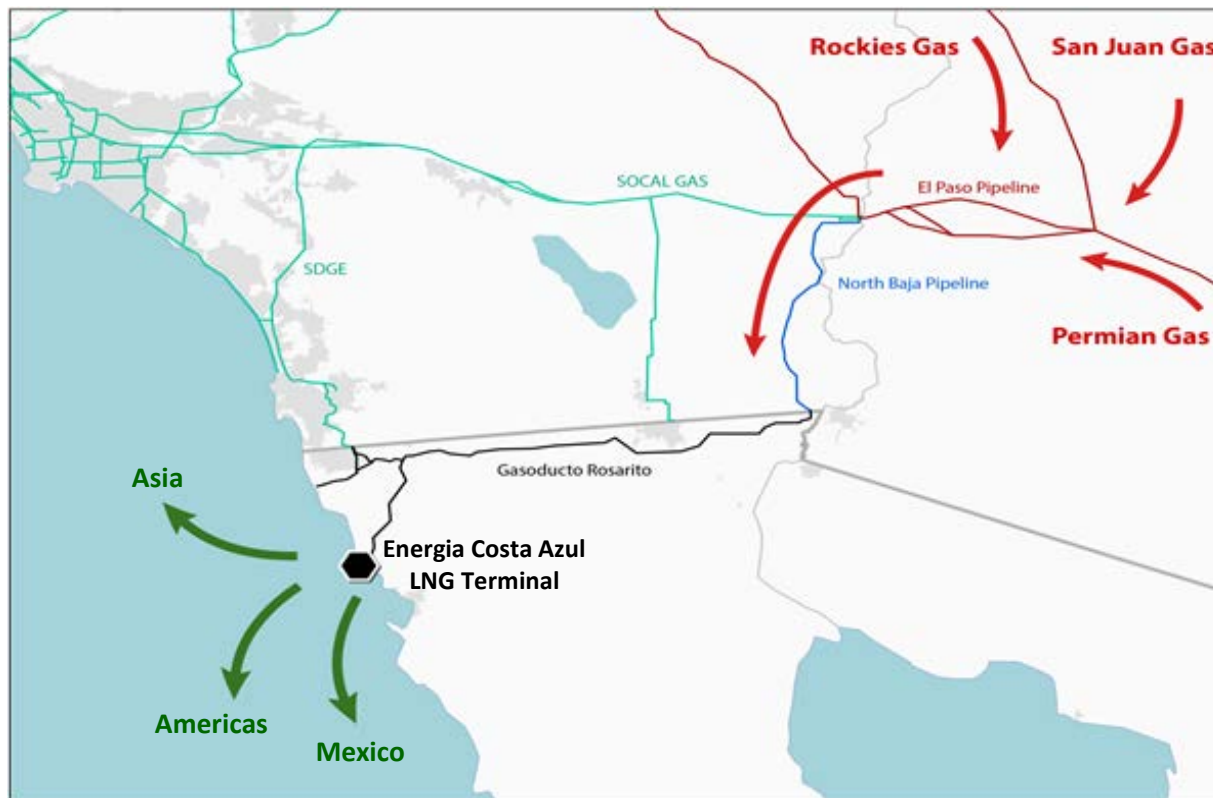 Rockies Gas
San Juan Gas
SOCAL GAS
El Paso Pipeline
SDGE
North Baja Pipeline
Permian Gas
Gasoducto Rosarito
Asia
Energia Costa Azul
LNG Terminal
Americas
Mexico